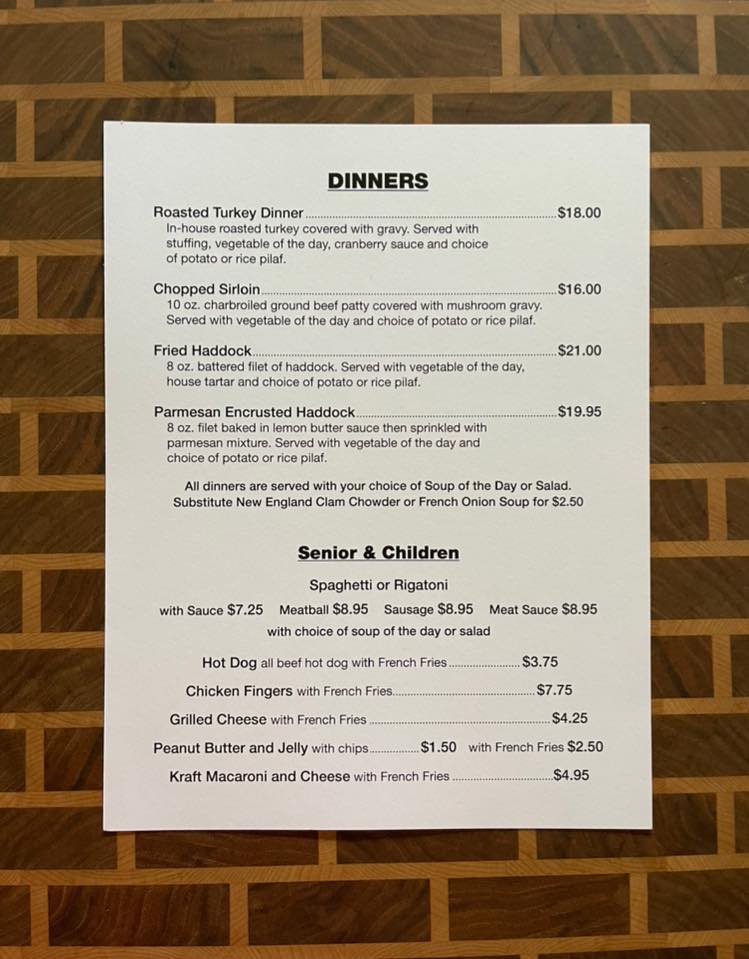 DINNERS
Roasted Turkey Dinner $18.00
In-house roasted turkey covered with gravy. Served with
stuffing, vegetable of the day, cranberry sauce and choice
of potato or rice pilaf.
Chopped Sirloin $16.00
10 oz. charbroiled ground beef patty covered with mushroom gravy.
Served with vegetable of the day and choice of potato or rice pilaf.
Fried Haddock $21.00
8 oz. battered filet of haddock. Served with vegetable of the day,
house tartar and choice of potato or rice pilaf.
Parmesan Encrusted Haddock $19.95
8 oz. filet baked in lemon butter sauce then sprinkled with
parmesan mixture. Served with vegetable of the day and
choice of potato or rice pilaf.
All dinners are served with your choice of Soup of the Day or Salad.
Substitute New England Clam Chowder or French Onion Soup for $2.50
Senior & Children
Spaghetti or Rigatoni
with Sauce $7.25 Meatball $8.95 Sausage $8.95 Meat Sauce $8.95
with choice of soup of the day or salad
Hot Dog all beef hot dog with French Fries $3.75
Chicken Fingers with French Fries $7.75
Grilled Cheese with French Fries $4.25
Peanut Butter and Jelly with chips $1.50 with French Fries $2.50
Kraft Macaroni and Cheese with French Fries $4.95